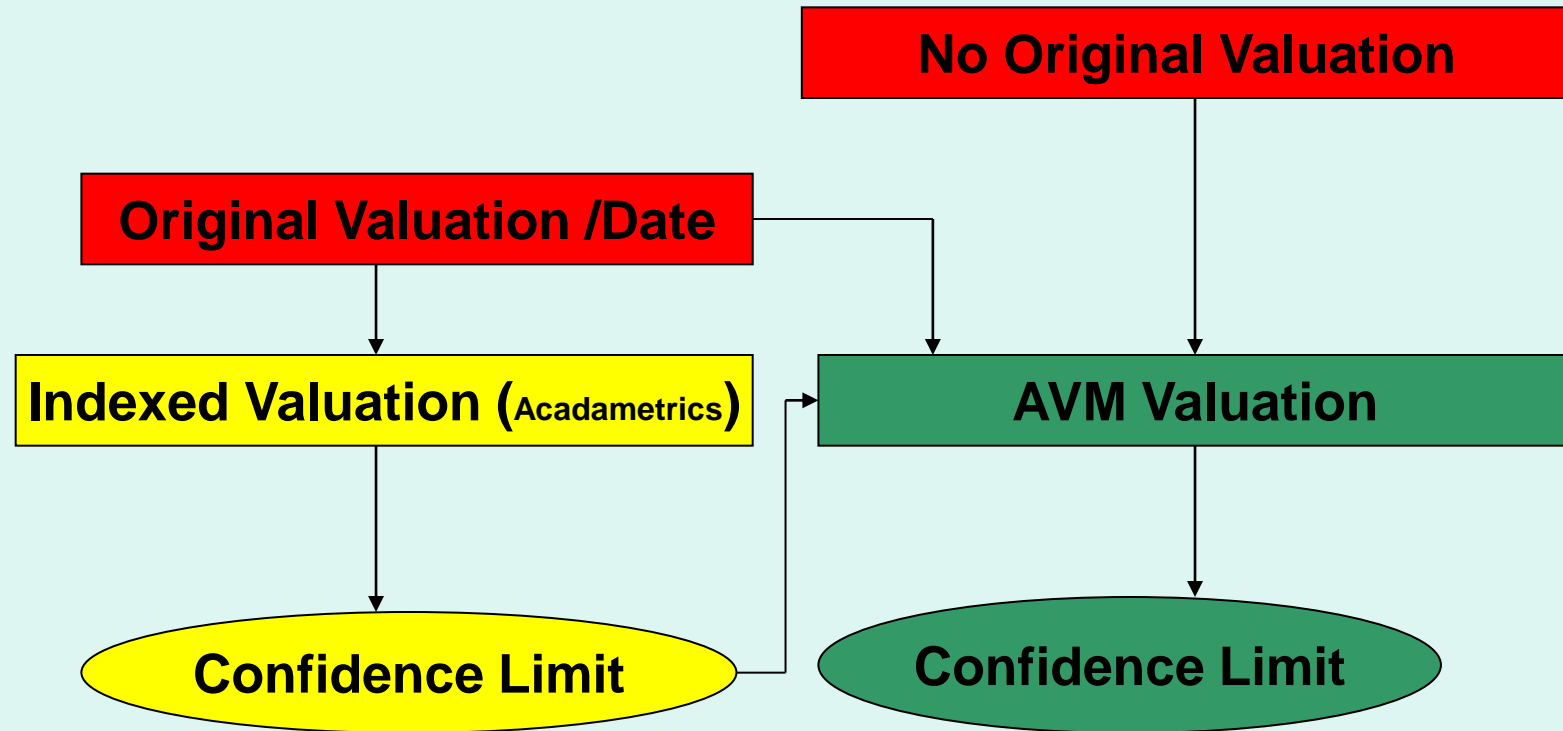 No Original Valuation
Original Valuation /Date
Indexed Valuation (Acadametrics)
AVM Valuation
Confidence Limit
Confidence Limit